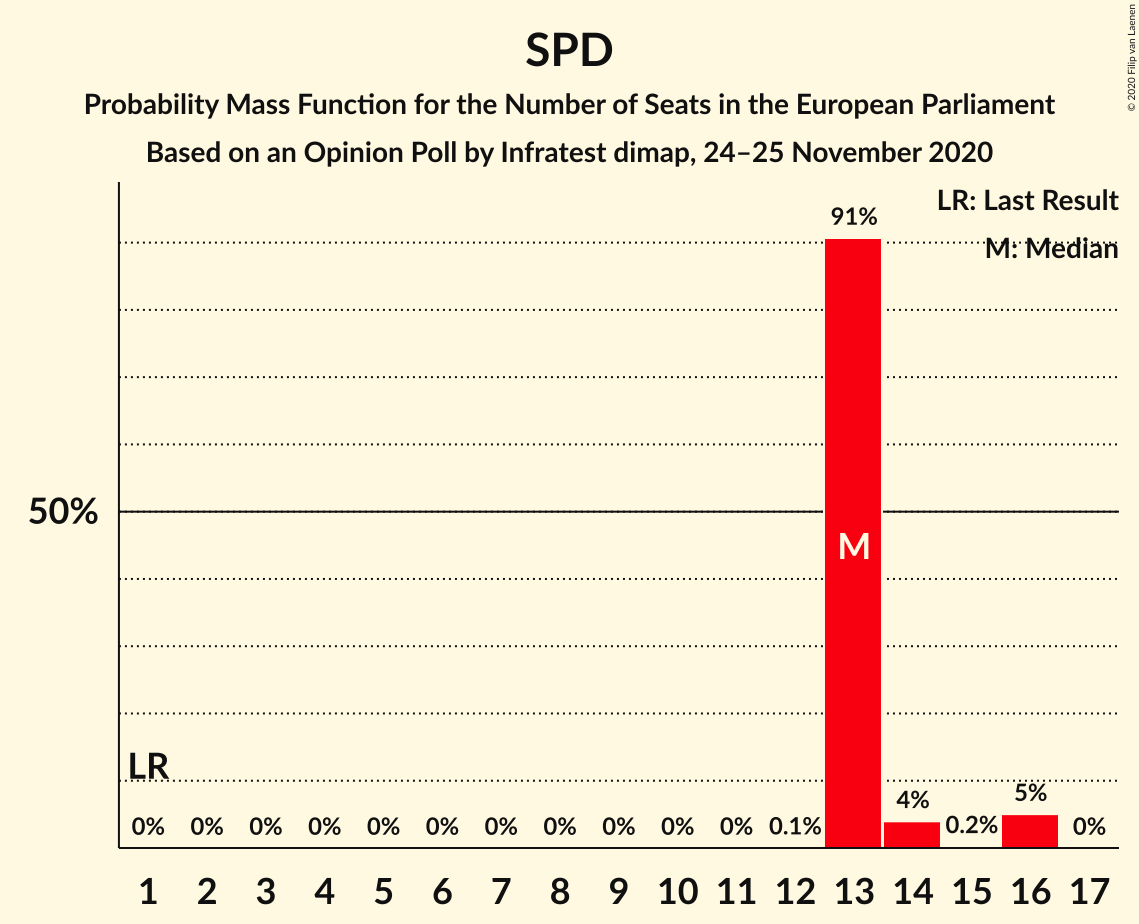 SPD
Probability Mass Function for the Number of Seats in the European Parliament
Based on an Opinion Poll by Infratest dimap, 24–25 November 2020
© 2020 Filip van Laenen
LR: Last Result
M: Median
91%
50%
M
LR
0% 0% 0% 0% 0% 0% 0% 0% 0% 0% 0% 0.1% 4% 0.2% 5% 0%
1 2 3 4 5 6 7 8 9 10 11 12 13 14 15 16 17